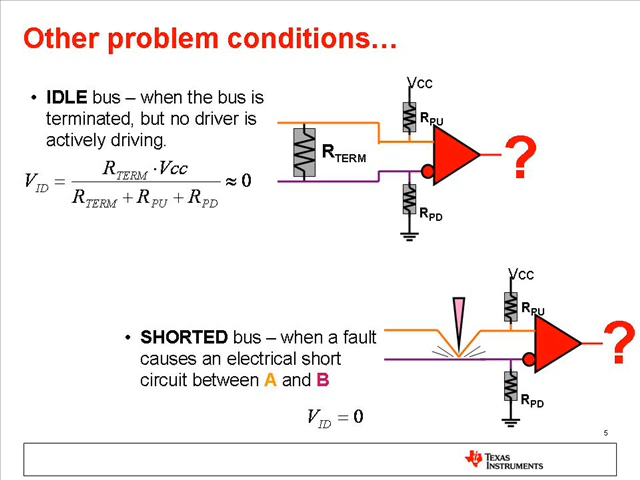 Other problem conditions…
• IDLE bus – when the bus is
terminated, but no driver is
actively driving.
V_ID = R_TERM · Vcc / (R_TERM + R_PU + R_PD) ≈ 0
Vcc
R_PU
R_TERM
R_PD
?
• SHORTED bus – when a fault
causes an electrical short
circuit between A and B
V_ID = 0
Vcc
R_PU
R_PD
?
5
TEXAS
INSTRUMENTS